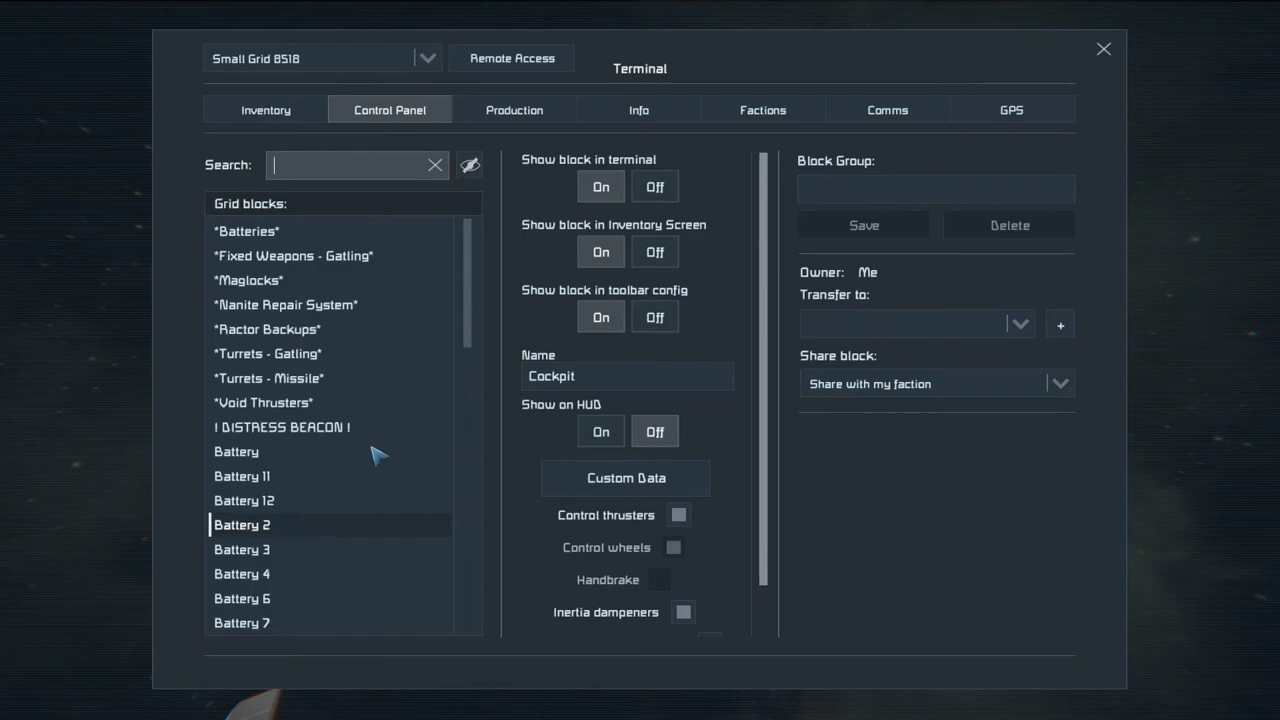 Small Grid 8518
Remote Access
Terminal
Inventory
Control Panel
Production
Info
Factions
Comms
GPS
Search:
Grid blocks:
*Batteries*
*Fixed Weapons - Gatling*
*Maglocks*
*Nanite Repair System*
*Ractor Backups*
*Turrets - Gatling*
*Turrets - Missile*
*Void Thrusters*
! DISTRESS BEACON !
Battery
Battery 11
Battery 12
Battery 2
Battery 3
Battery 4
Battery 6
Battery 7
Show block in terminal
On Off
Show block in Inventory Screen
On Off
Show block in toolbar config
On Off
Name
Cockpit
Show on HUD
On Off
Custom Data
Control thrusters
Control wheels
Handbrake
Inertia dampeners
Block Group:
Save Delete
Owner: Me
Transfer to:
+
Share block:
Share with my faction